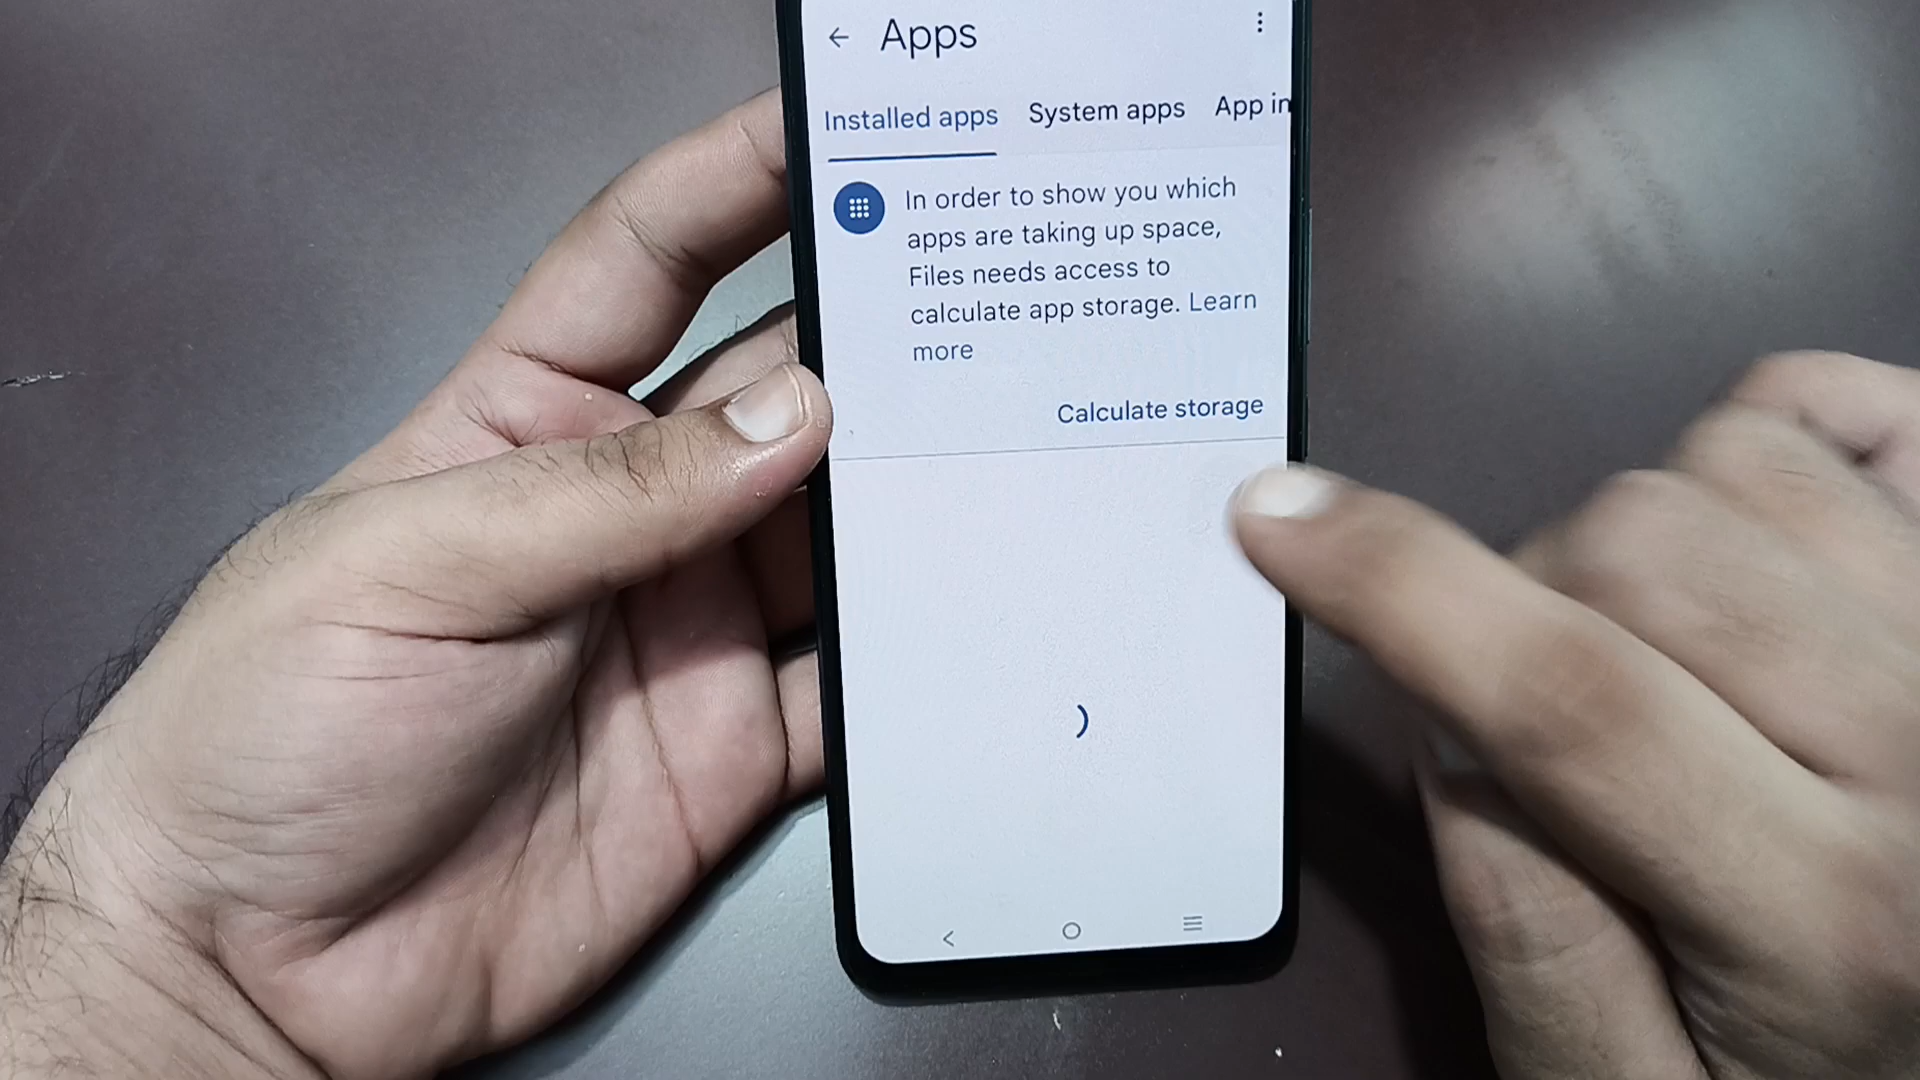 Apps
Installed apps System apps App in
In order to show you which
apps are taking up space,
Files needs access to
calculate app storage. Learn
more
Calculate storage